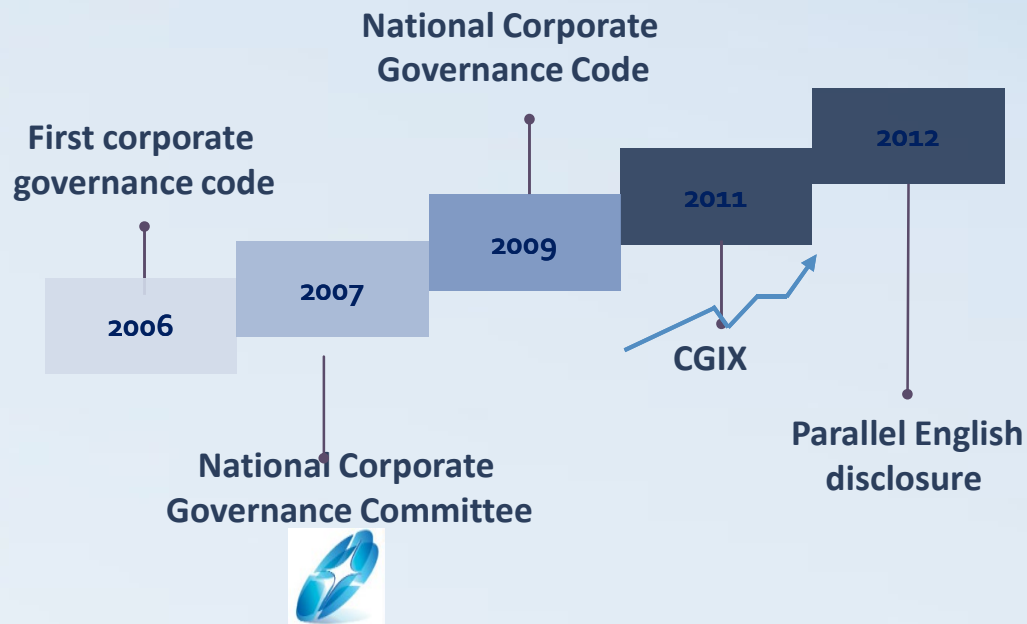 National Corporate
Governance Code
First corporate
governance code
2012
2011
2009
2007
2006
CGIX
Parallel English
disclosure
National Corporate
Governance Committee